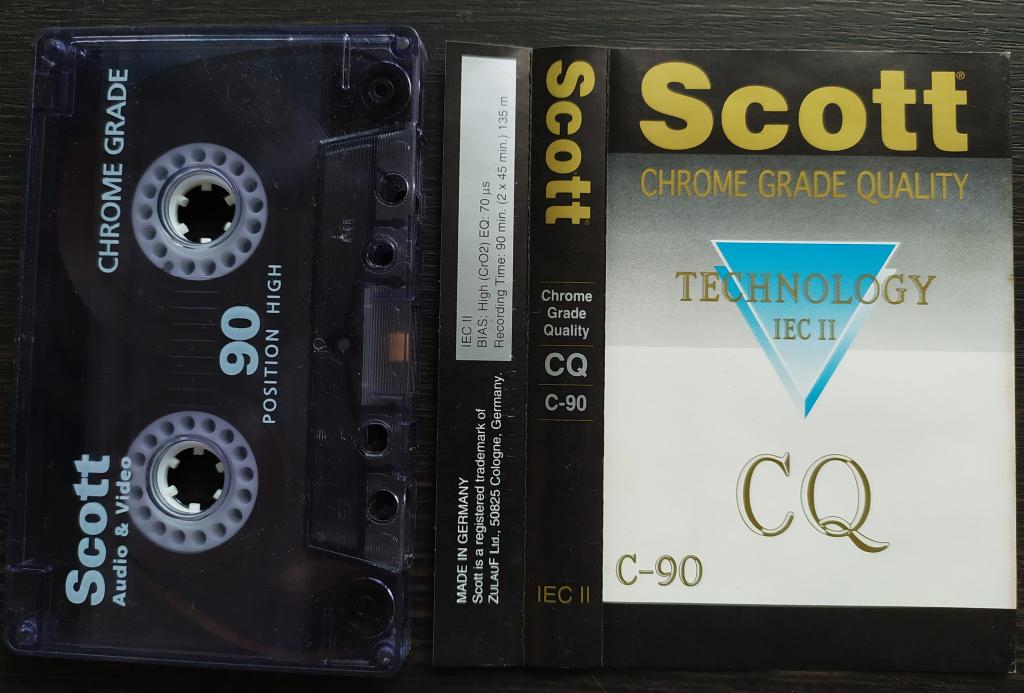 Scott
Audio & Video
CHROME GRADE
90
POSITION HIGH
IEC II
BIAS: High (CrO2) EQ: 70 µs
Recording Time: 90 min. (2 x 45 min.) 135 m
MADE IN GERMANY
Scott is a registered trademark of
ZULAUF Ltd., 50825 Cologne, Germany.
Scott
Chrome
Grade
Quality
CQ
C-90
IEC II
Scott®
CHROME GRADE QUALITY
TECHNOLOGY
IEC II
CQ
C-90